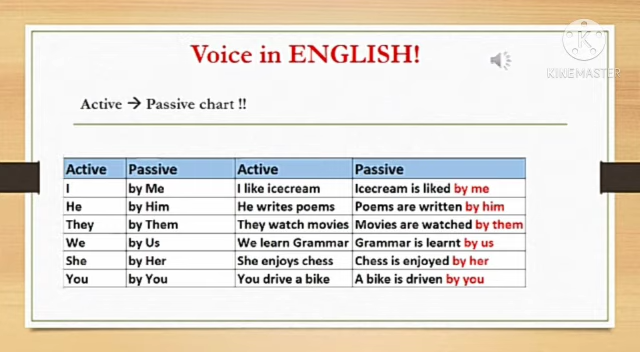 Voice in ENGLISH!
KINEMASTER
Active → Passive chart !!
Active Passive Active Passive
I by Me I like icecream Icecream is liked by me
He by Him He writes poems Poems are written by him
They by Them They watch movies Movies are watched by them
We by Us We learn Grammar Grammar is learnt by us
She by Her She enjoys chess Chess is enjoyed by her
You by You You drive a bike A bike is driven by you